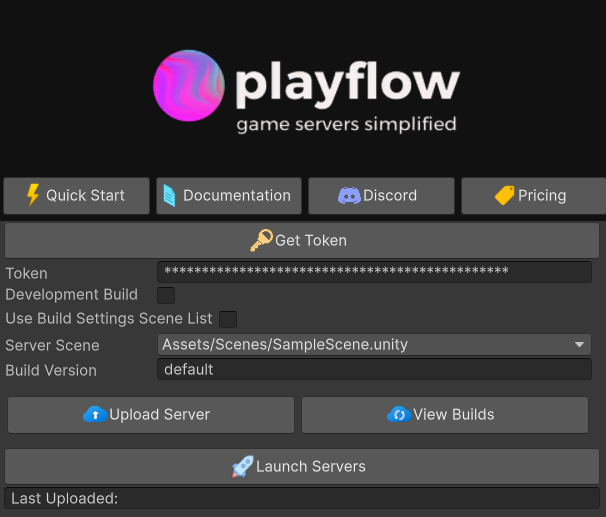 playflow
game servers simplified
Quick Start Documentation Discord Pricing
Get Token
Token **********************************************
Development Build
Use Build Settings Scene List
Server Scene Assets/Scenes/SampleScene.unity
Build Version default
Upload Server View Builds
Launch Servers
Last Uploaded: